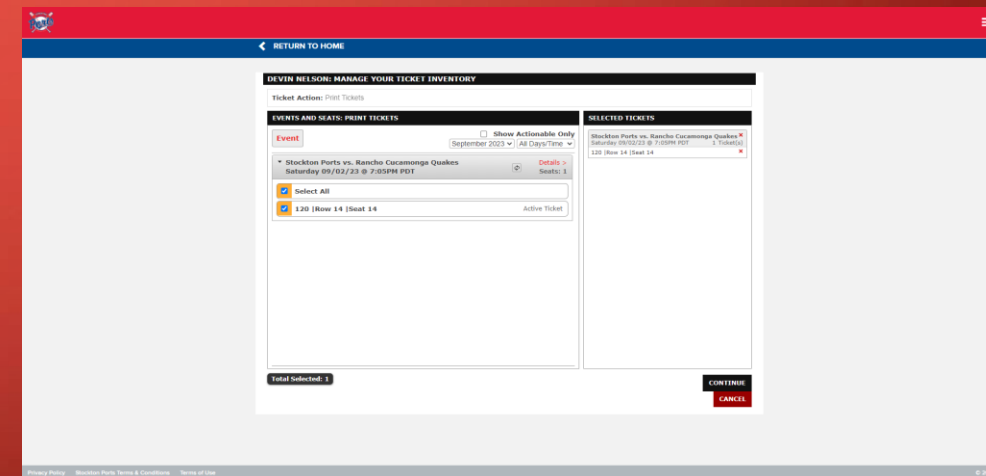 Ports
RETURN TO HOME
DEVIN NELSON: MANAGE YOUR TICKET INVENTORY
Ticket Action: Print Tickets
EVENTS AND SEATS: PRINT TICKETS
Event
Show Actionable Only
September 2023 All Days/Time
Stockton Ports vs. Rancho Cucamonga Quakes
Saturday 09/02/23 @ 7:05PM PDT
Details >
Seats: 1
Select All
120 |Row 14 |Seat 14 Active Ticket
Total Selected: 1
SELECTED TICKETS
Stockton Ports vs. Rancho Cucamonga Quakes
Saturday 09/02/23 @ 7:05PM PDT 1 Ticket(s)
120 |Row 14 |Seat 14
CONTINUE
CANCEL
Privacy Policy Stockton Ports Terms & Conditions Terms of Use